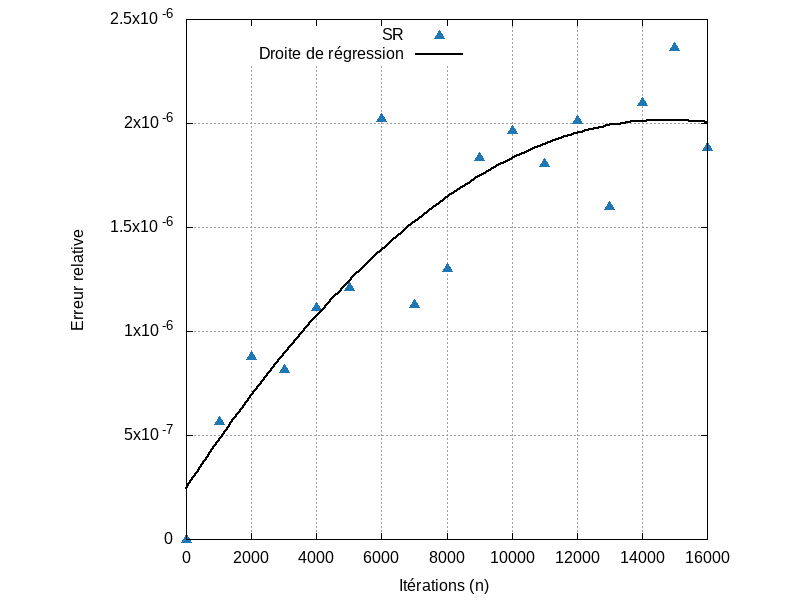 2.5x10 -6
SR
Droite de régression
2x10 -6
1.5x10 -6
Erreur relative
1x10 -6
5x10 -7
0
0 2000 4000 6000 8000 10000 12000 14000 16000
Itérations (n)